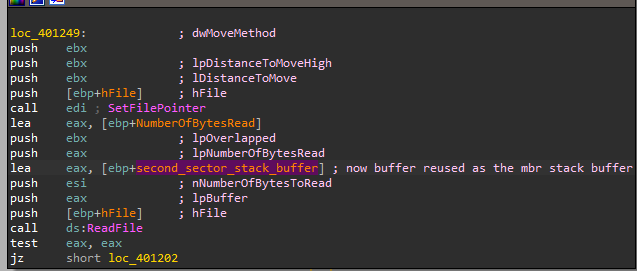 loc_401249: ; dwMoveMethod
push ebx
push ebx ; lpDistanceToMoveHigh
push ebx ; lDistanceToMove
push [ebp+hFile] ; hFile
call edi ; SetFilePointer
lea eax, [ebp+NumberOfBytesRead]
push ebx ; lpOverlapped
push eax ; lpNumberOfBytesRead
lea eax, [ebp+second_sector_stack_buffer] ; now buffer reused as the mbr stack buffer
push esi ; nNumberOfBytesToRead
push eax ; lpBuffer
push [ebp+hFile] ; hFile
call ds:ReadFile
test eax, eax
jz short loc_401202